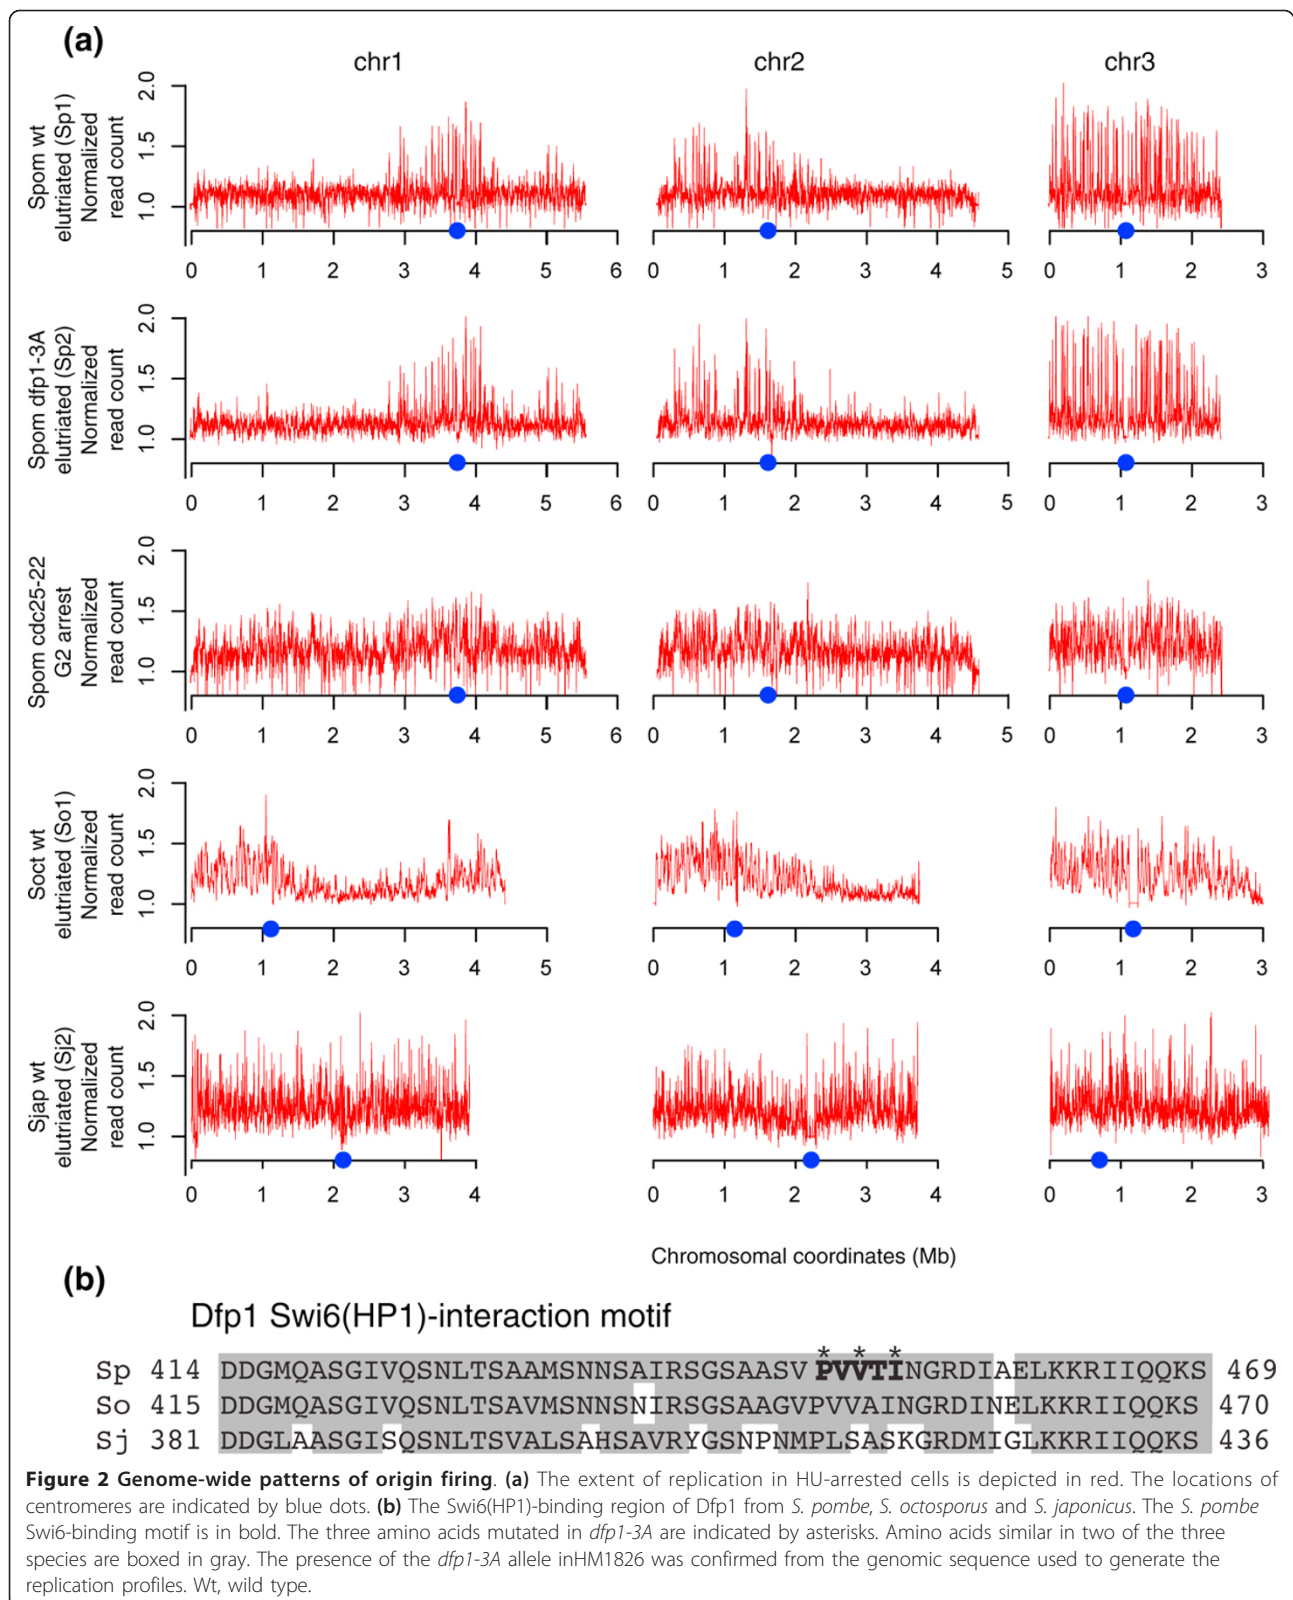 (a)
chr1 chr2 chr3
Spom wt
elutriated (Sp1)
Normalized
read count
1.0 1.5 2.0
0 1 2 3 4 5 6
0 1 2 3 4 5
0 1 2 3
Spom dfp1-3A
elutriated (Sp2)
Normalized
read count
1.0 1.5 2.0
0 1 2 3 4 5 6
0 1 2 3 4 5
0 1 2 3
Spom cdc25-22
G2 arrest
Normalized
read count
1.0 1.5 2.0
0 1 2 3 4 5 6
0 1 2 3 4 5
0 1 2 3
Soct wt
elutriated (So1)
Normalized
read count
1.0 1.5 2.0
0 1 2 3 4 5
0 1 2 3 4
0 1 2 3
Sjap wt
elutriated (Sj2)
Normalized
read count
1.0 1.5 2.0
0 1 2 3 4
0 1 2 3 4
0 1 2 3
Chromosomal coordinates (Mb)
(b)
Dfp1 Swi6(HP1)-interaction motif
* * *
Sp 414 DDGMQASGIVQSNLTSAAMSNNSAIRSGSAASVPVVTINGRDIAELKKRIIQQKS 469
So 415 DDGMQASGIVQSNLTSAVMSNNSNIRSGSAAGVPVVAINGRDINELKKRIIQQKS 470
Sj 381 DDGLAASGISQSNLTSVALSAHSAVRYGSNPNMPLSASKGRDMIGLKKRIIQQKS 436
Figure 2 Genome-wide patterns of origin firing. (a) The extent of replication in HU-arrested cells is depicted in red. The locations of
centromeres are indicated by blue dots. (b) The Swi6(HP1)-binding region of Dfp1 from S. pombe, S. octosporus and S. japonicus. The S. pombe
Swi6-binding motif is in bold. The three amino acids mutated in dfp1-3A are indicated by asterisks. Amino acids similar in two of the three
species are boxed in gray. The presence of the dfp1-3A allele inHM1826 was confirmed from the genomic sequence used to generate the
replication profiles. Wt, wild type.